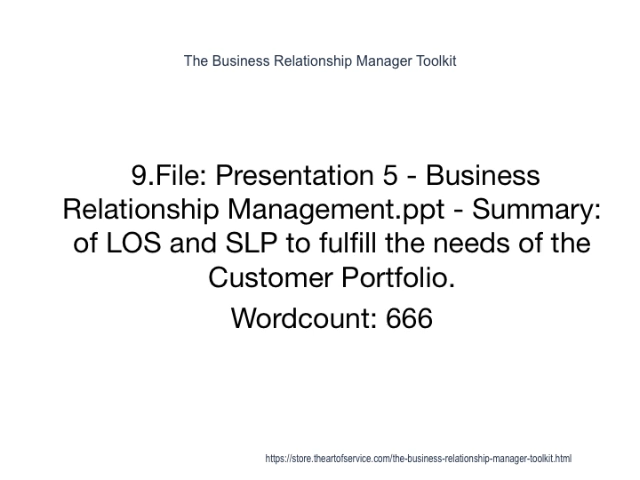 The Business Relationship Manager Toolkit
9.File: Presentation 5 - Business
Relationship Management.ppt - Summary:
of LOS and SLP to fulfill the needs of the
Customer Portfolio.
Wordcount: 666
https://store.theartofservice.com/the-business-relationship-manager-toolkit.html